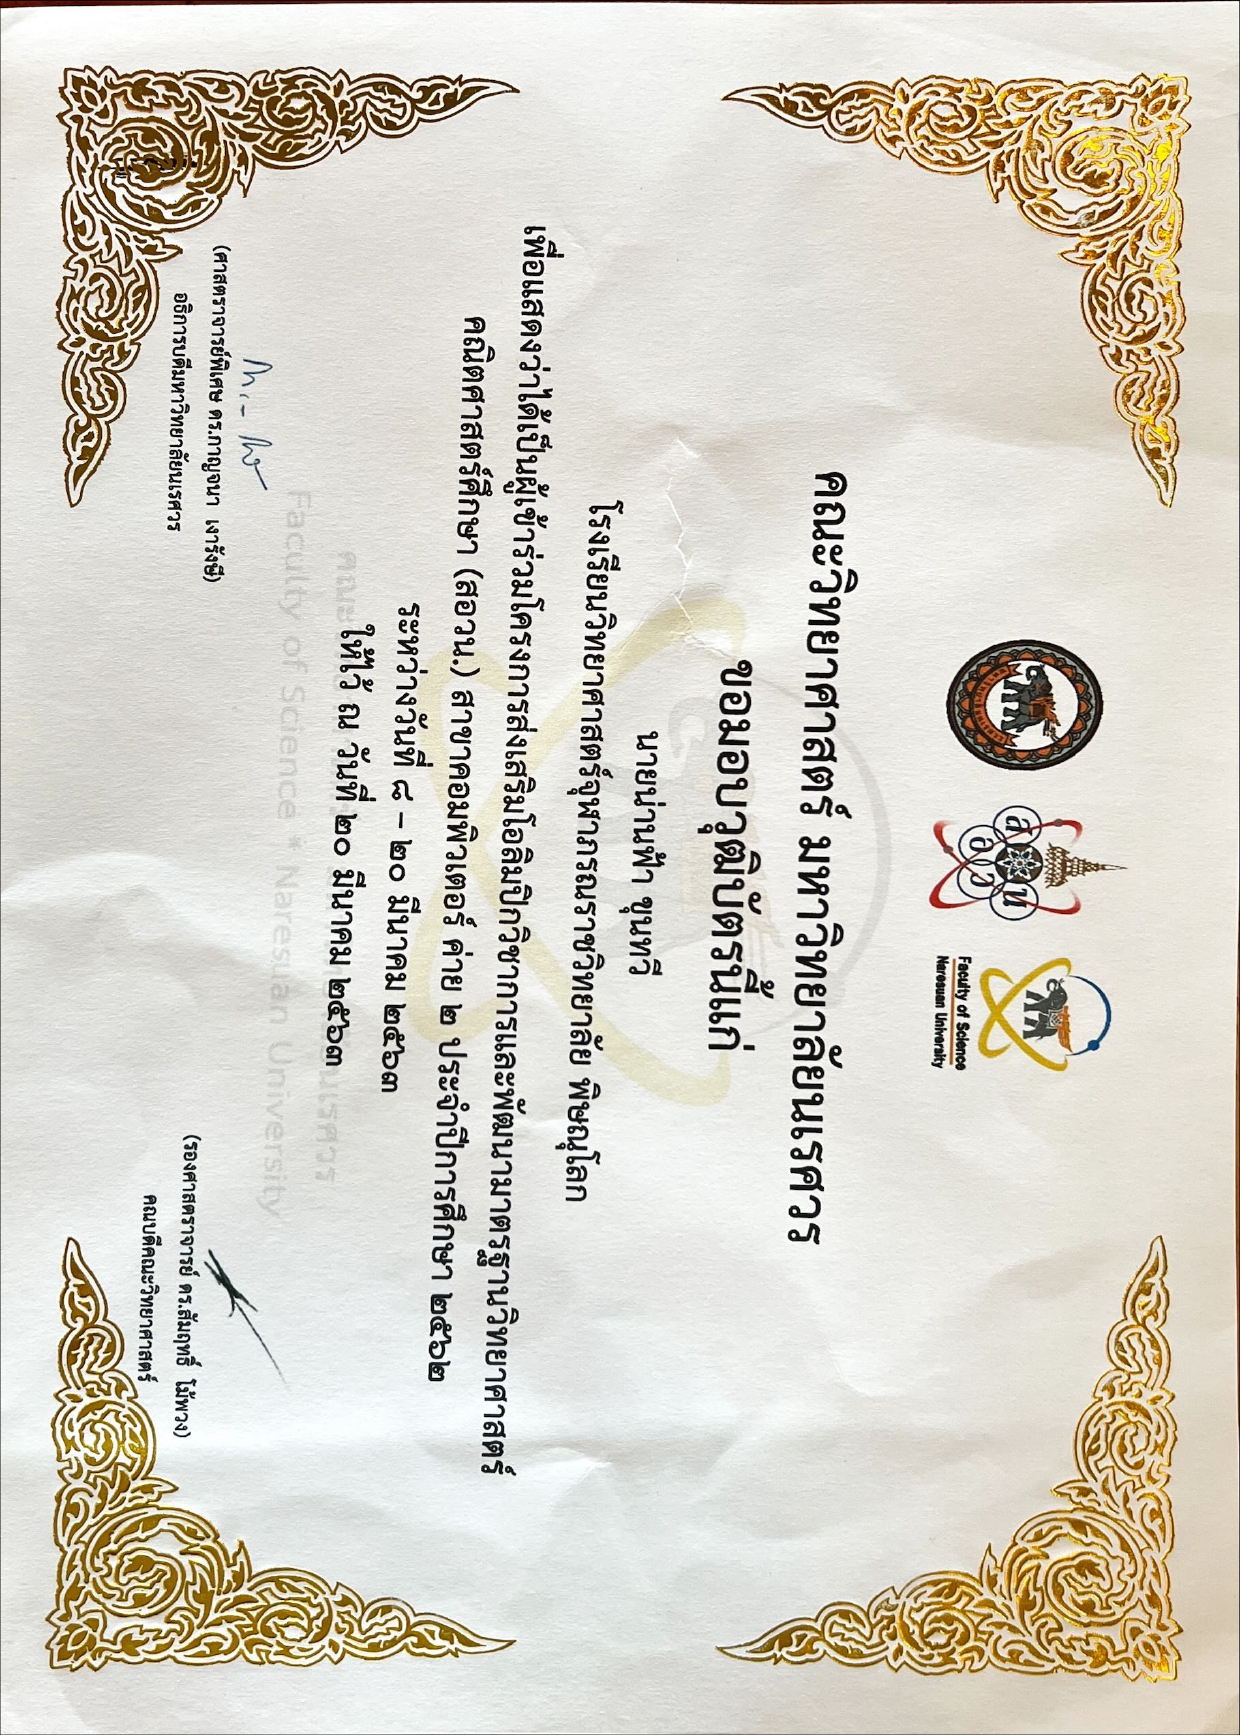 มหาวิทยาลัยนเรศวร
ส น
อ ว
Faculty of Science
Naresuan University
คณะวิทยาศาสตร์ มหาวิทยาลัยนเรศวร
ขอมอบวุฒิบัตรนี้แก่
นายน่านฟ้า ขุนทวี
โรงเรียนวิทยาศาสตร์จุฬาภรณราชวิทยาลัย พิษณุโลก
เพื่อแสดงว่าได้เป็นผู้เข้าร่วมโครงการส่งเสริมโอลิมปิกวิชาการและพัฒนามาตรฐานวิทยาศาสตร์
คณิตศาสตร์ศึกษา (สอวน.) สาขาคอมพิวเตอร์ ค่าย ๒ ประจำปีการศึกษา ๒๕๖๒
ระหว่างวันที่ ๘ – ๒๐ มีนาคม ๒๕๖๓
ให้ไว้ ณ วันที่ ๒๐ มีนาคม ๒๕๖๓
คณะวิทยาศาสตร์ * มหาวิทยาลัยนเรศวร
Faculty of Science * Naresuan University
(ศาสตราจารย์พิเศษ ดร.กาญจนา เงารังษี)
อธิการบดีมหาวิทยาลัยนเรศวร
(รองศาสตราจารย์ ดร.สัมฤทธิ์ โม้พวง)
คณบดีคณะวิทยาศาสตร์